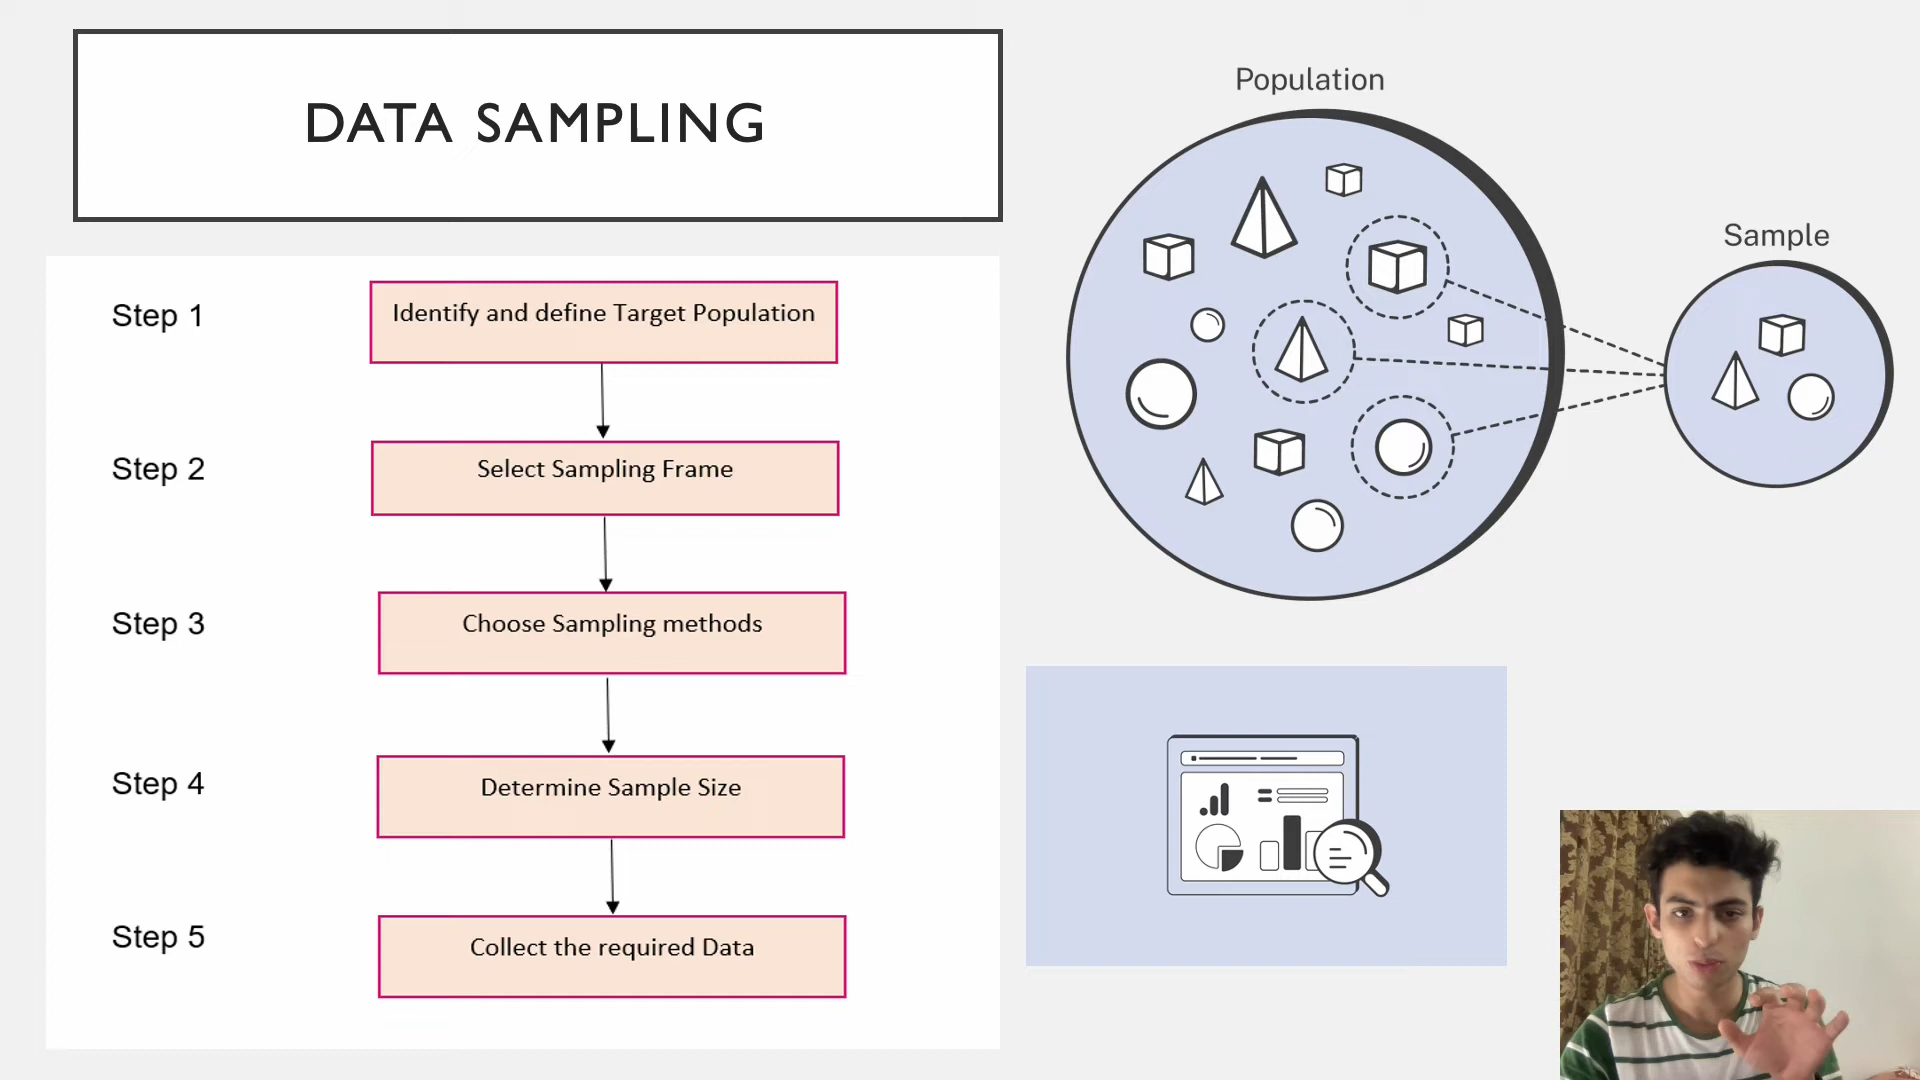 DATA SAMPLING
Step 1
Identify and define Target Population
Step 2
Select Sampling Frame
Step 3
Choose Sampling methods
Step 4
Determine Sample Size
Step 5
Collect the required Data
Population
Sample